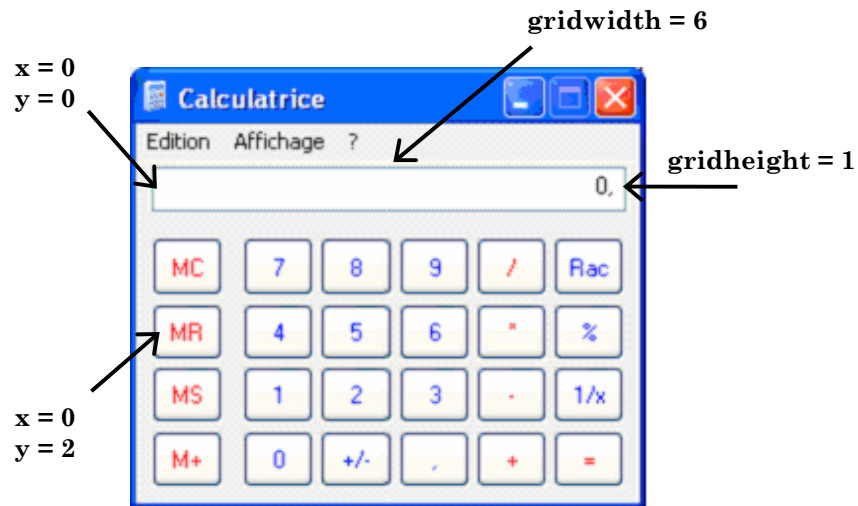 gridwidth = 6
x = 0
y = 0
Calculatrice
Edition Affichage ?
gridheight = 1
0,
MC 7 8 9 / Rac
MR 4 5 6 * %
MS 1 2 3 - 1/x
x = 0
y = 2
M+ 0 +/- , + =